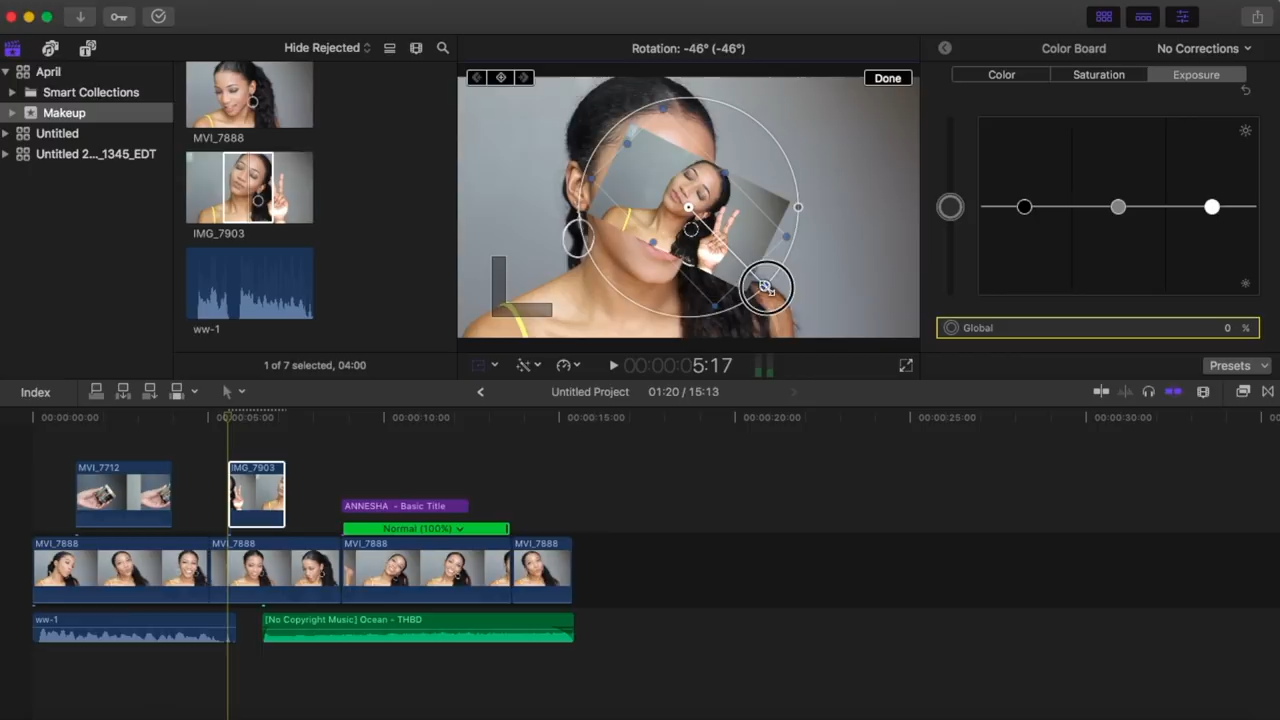 Hide Rejected
Rotation: -46° (-46°)
Color Board
No Corrections
April
Smart Collections
Makeup
Untitled
Untitled 2..._1345_EDT
MVI_7888
IMG_7903
ww-1
1 of 7 selected, 04:00
Done
Color
Saturation
Exposure
Global
0 %
Presets
00:00:05:17
Index
Untitled Project
01:20 / 15:13
00:00:00:00
00:00:05:00
00:00:10:00
00:00:15:00
00:00:20:00
00:00:25:00
00:00:30:00
00
MVI_7712
IMG_7903
ANNESHA - Basic Title
Normal (100%)
MVI_7888
MVI_7888
MVI_7888
MVI_7888
ww-1
[No Copyright Music] Ocean - THBD